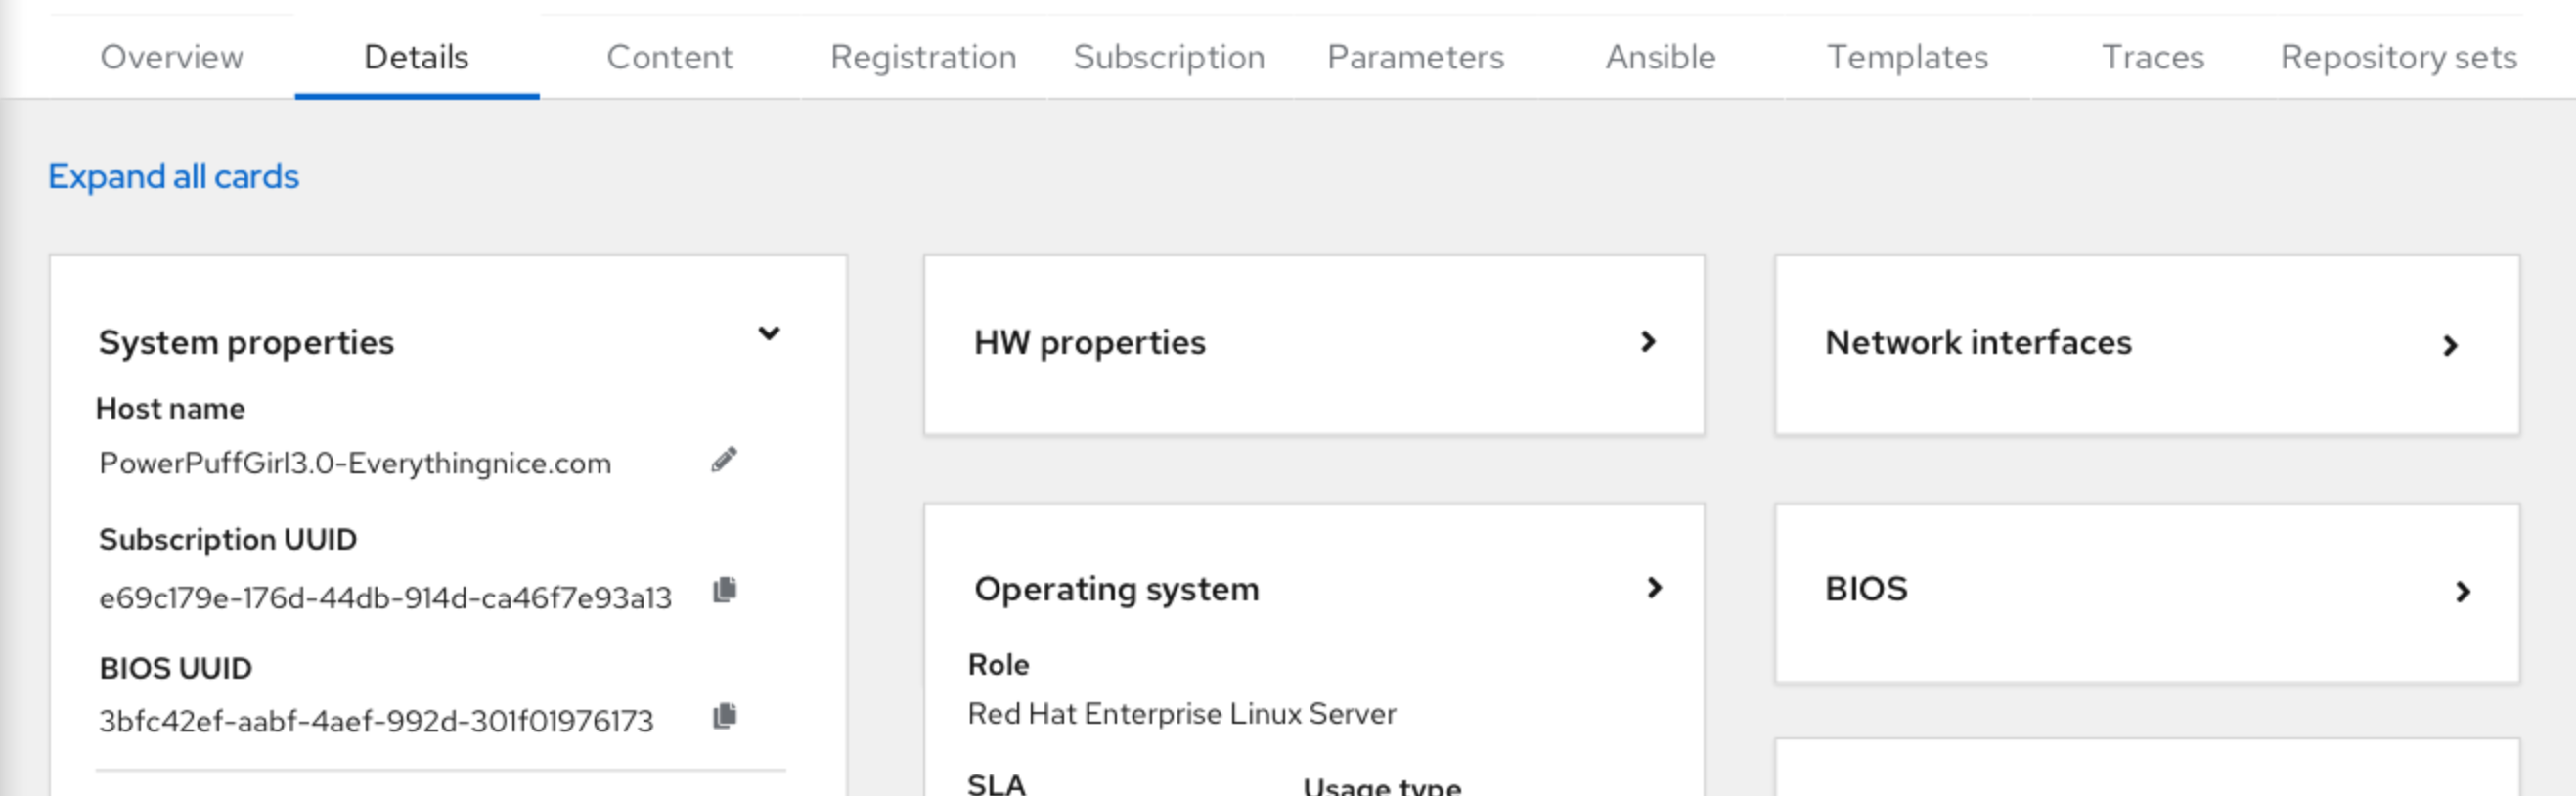 Overview Details Content Registration Subscription Parameters Ansible Templates Traces Repository sets
Expand all cards
System properties
Host name
PowerPuffGirl3.0-Everythingnice.com
Subscription UUID
e69c179e-176d-44db-914d-ca46f7e93a13
BIOS UUID
3bfc42ef-aabf-4aef-992d-301f01976173
HW properties
Operating system
Role
Red Hat Enterprise Linux Server
SLA Usage type
Network interfaces
BIOS